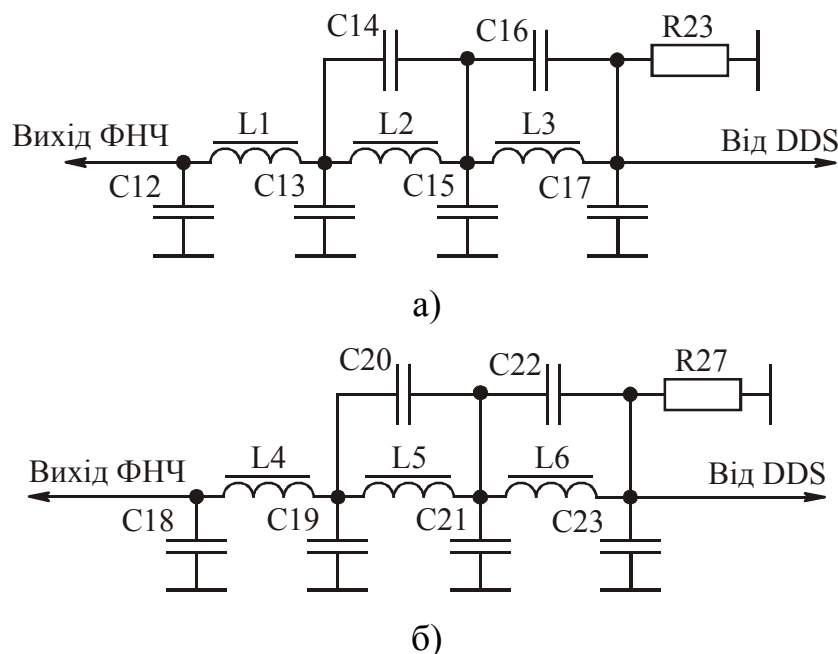 C14 C16 R23
Вихід ФНЧ L1 L2 L3 Від DDS
C12 C13 C15 C17
а)
C20 C22 R27
Вихід ФНЧ L4 L5 L6 Від DDS
C18 C19 C21 C23
б)